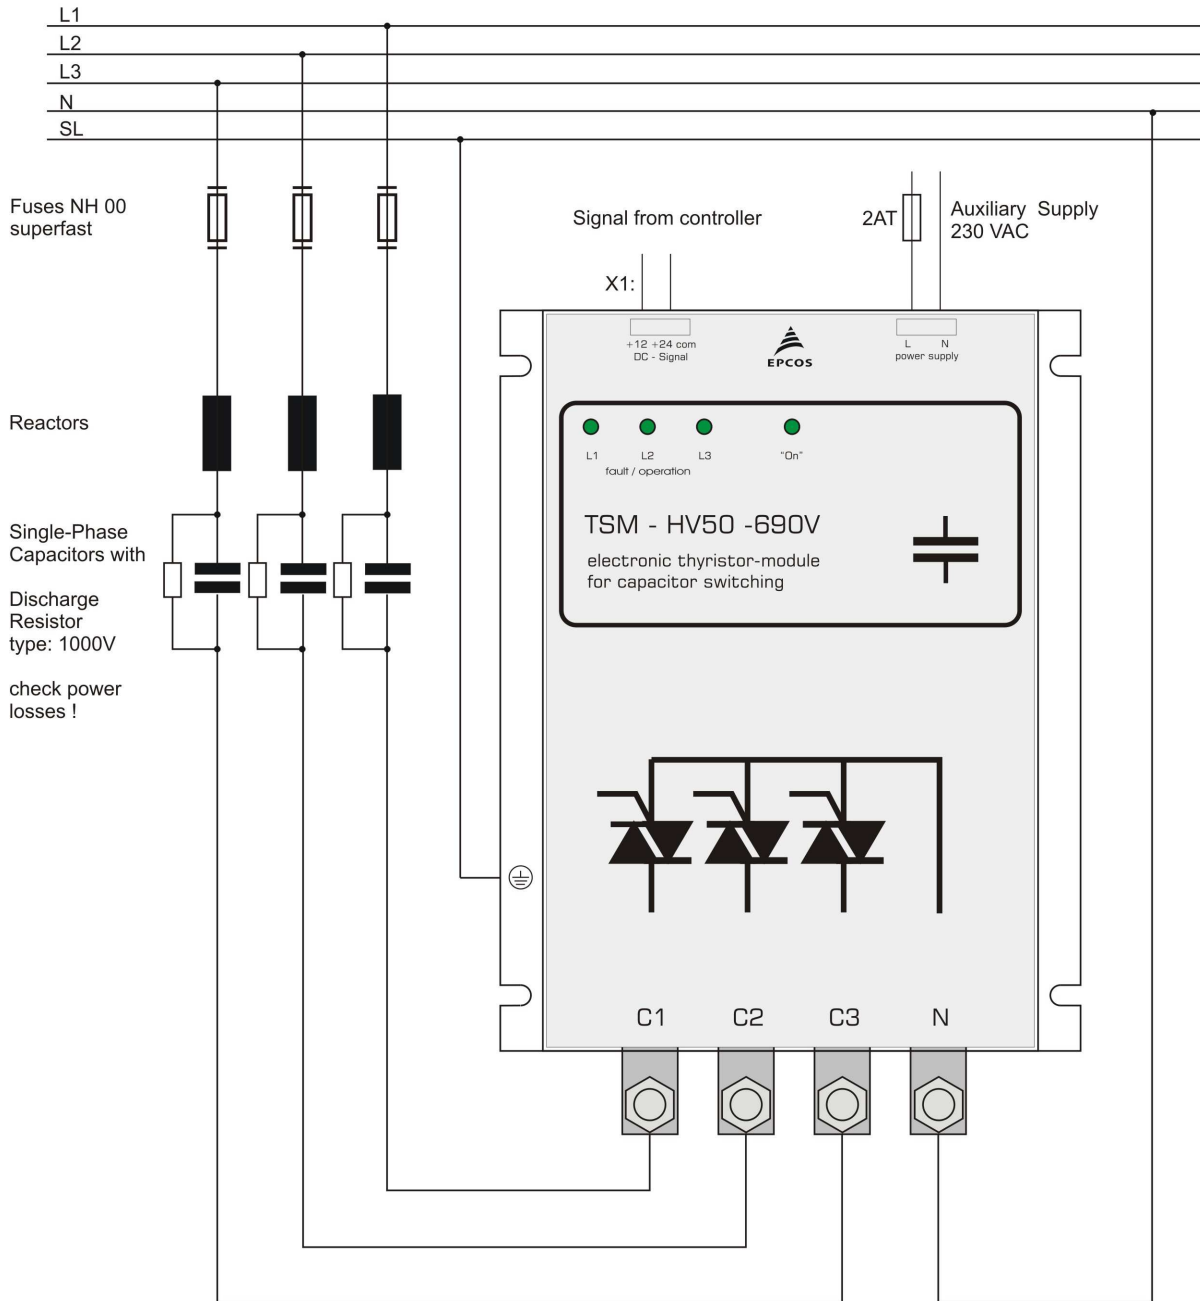 L1
L2
L3
N
SL
Fuses NH 00
superfast
Signal from controller
2AT
Auxiliary Supply
230 VAC
X1:
+12 +24 com
DC - Signal
EPCOS
L N
power supply
Reactors
L1 L2 L3 "On"
fault / operation
TSM - HV50 -690V
electronic thyristor-module
for capacitor switching
Single-Phase
Capacitors with
Discharge
Resistor
type: 1000V
check power
losses !
C1 C2 C3 N